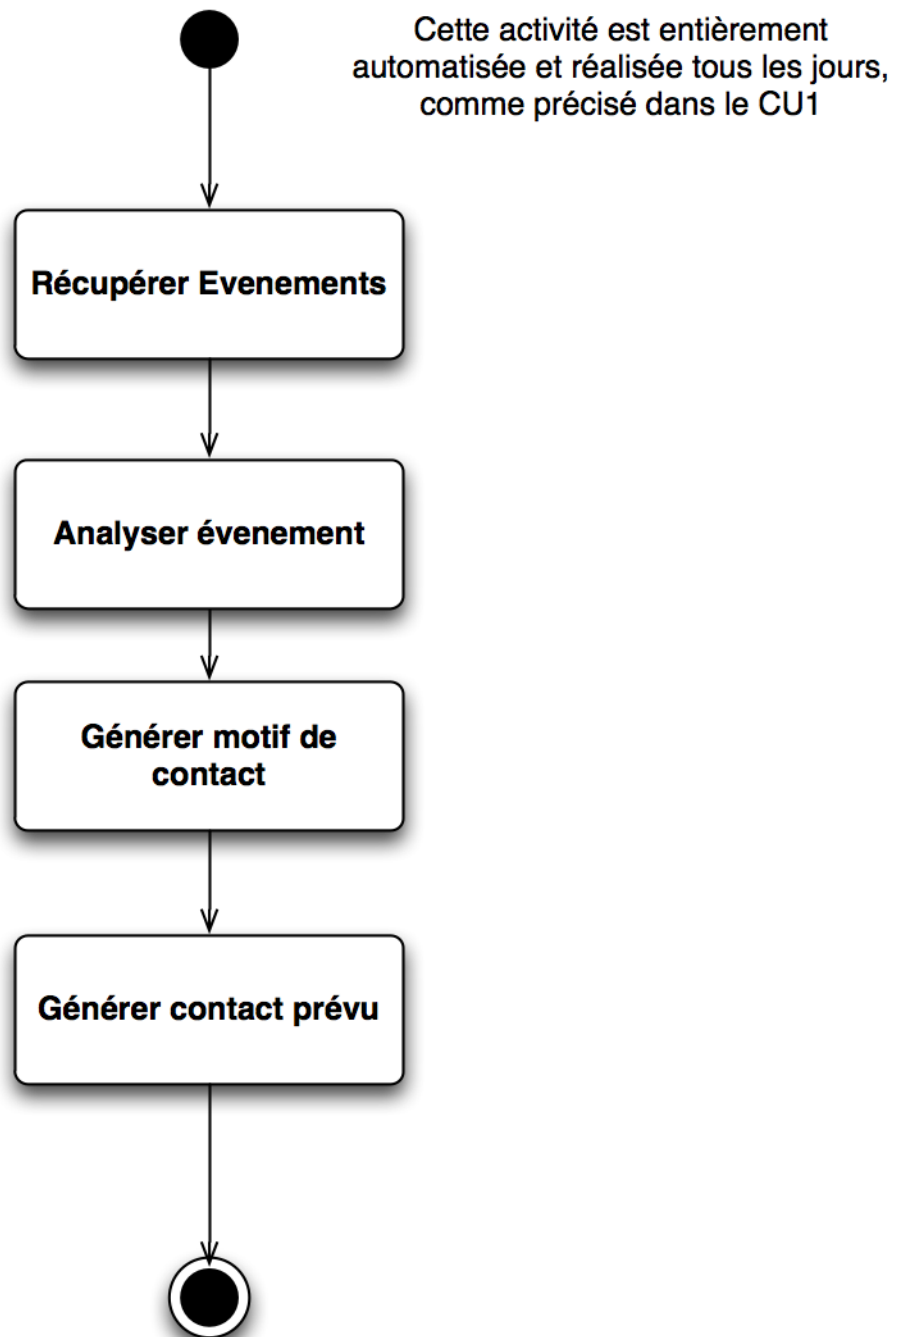 Cette activité est entièrement
automatisée et réalisée tous les jours,
comme précisé dans le CU1
Récupérer Evenements
Analyser évenement
Générer motif de
contact
Générer contact prévu